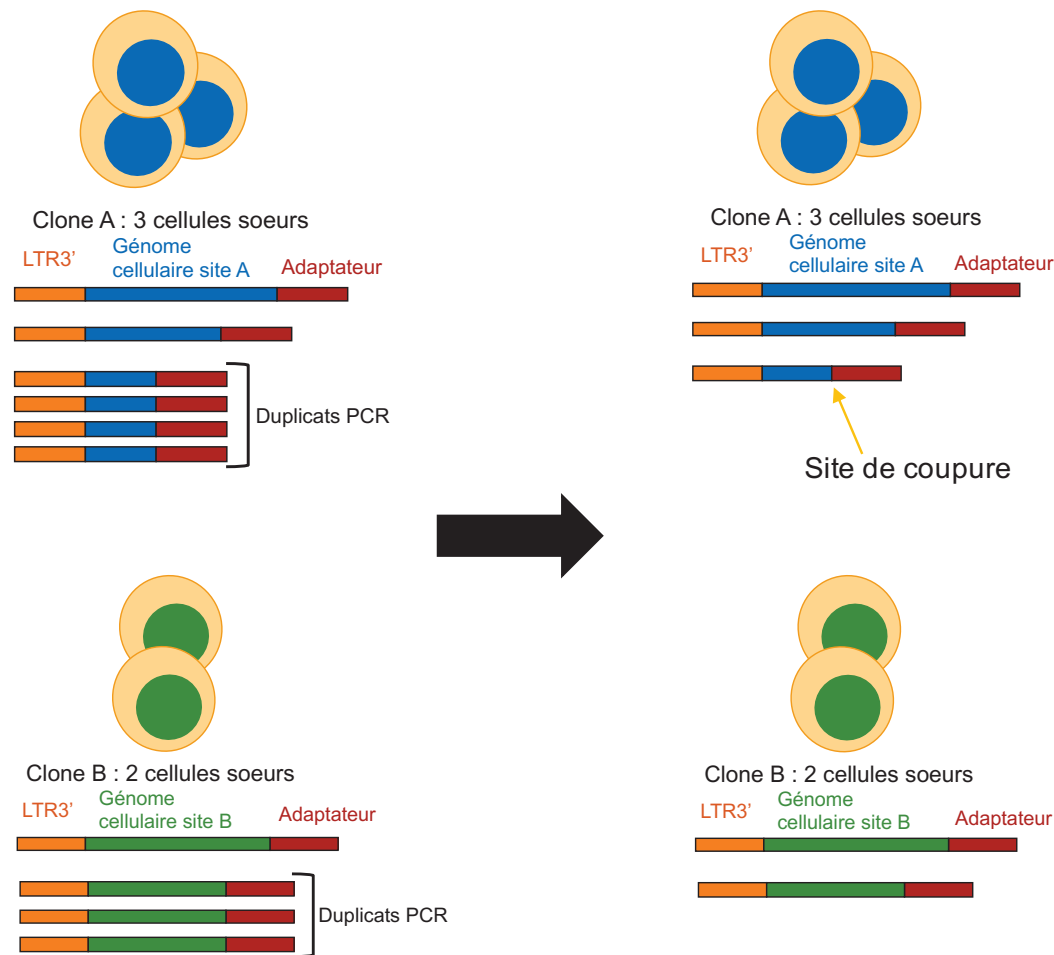 Clone A : 3 cellules soeurs
LTR3'
Génome
cellulaire site A
Adaptateur
Duplicats PCR
Clone A : 3 cellules soeurs
LTR3'
Génome
cellulaire site A
Adaptateur
Site de coupure
Clone B : 2 cellules soeurs
LTR3'
Génome
cellulaire site B
Adaptateur
Duplicats PCR
Clone B : 2 cellules soeurs
LTR3'
Génome
cellulaire site B
Adaptateur